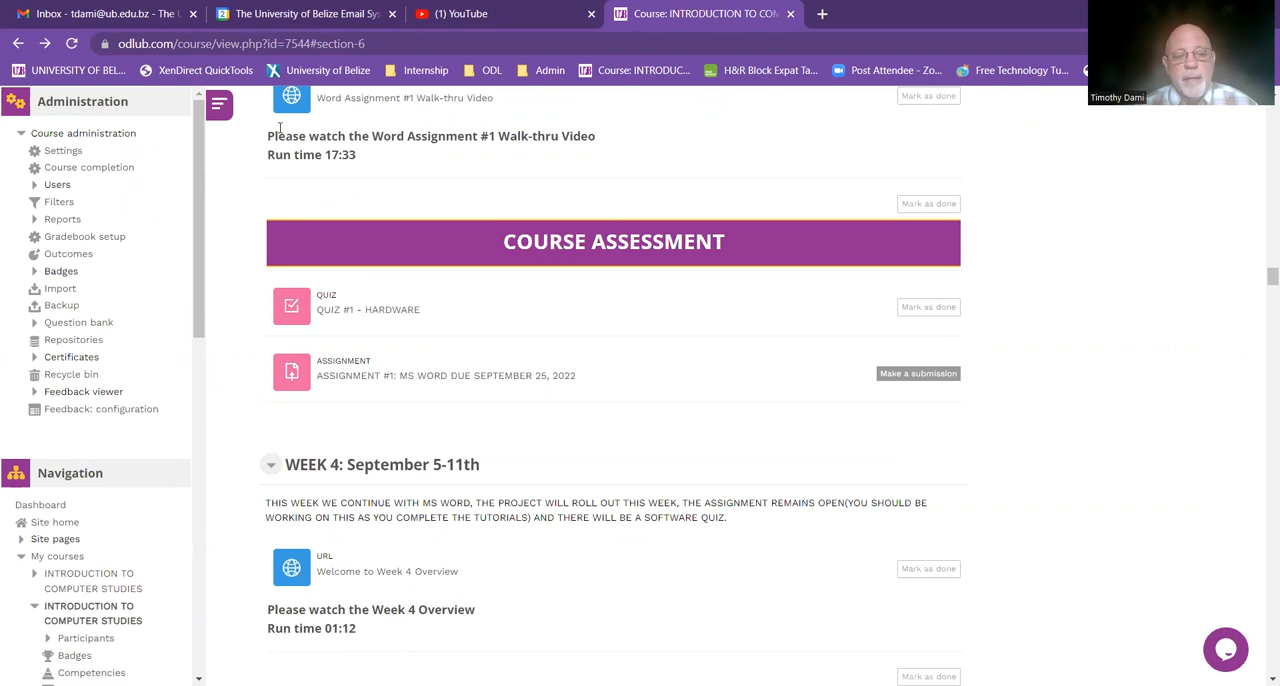 Inbox - tdami@ub.edu.bz - The U
The University of Belize Email Sys
(1) YouTube
Course: INTRODUCTION TO COM
odlub.com/course/view.php?id=7544#section-6
UNIVERSITY OF BEL...
XenDirect QuickTools
University of Belize
Internship
ODL
Admin
Course: INTRODUC...
H&R Block Expat Ta...
Post Attendee - Zo...
Free Technology Tu...
Timothy Dami
Administration
Course administration
Settings
Course completion
Users
Filters
Reports
Gradebook setup
Outcomes
Badges
Import
Backup
Question bank
Repositories
Certificates
Recycle bin
Feedback viewer
Feedback: configuration
Navigation
Dashboard
Site home
Site pages
My courses
INTRODUCTION TO
COMPUTER STUDIES
INTRODUCTION TO
COMPUTER STUDIES
Participants
Badges
Competencies
Word Assignment #1 Walk-thru Video
Mark as done
Please watch the Word Assignment #1 Walk-thru Video
Run time 17:33
Mark as done
COURSE ASSESSMENT
QUIZ
QUIZ #1 - HARDWARE
Mark as done
ASSIGNMENT
ASSIGNMENT #1: MS WORD DUE SEPTEMBER 25, 2022
Make a submission
WEEK 4: September 5-11th
THIS WEEK WE CONTINUE WITH MS WORD, THE PROJECT WILL ROLL OUT THIS WEEK, THE ASSIGNMENT REMAINS OPEN(YOU SHOULD
BE WORKING ON THIS AS YOU COMPLETE THE TUTORIALS) AND THERE WILL BE A SOFTWARE QUIZ.
URL
Welcome to Week 4 Overview
Mark as done
Please watch the Week 4 Overview
Run time 01:12
Mark as done